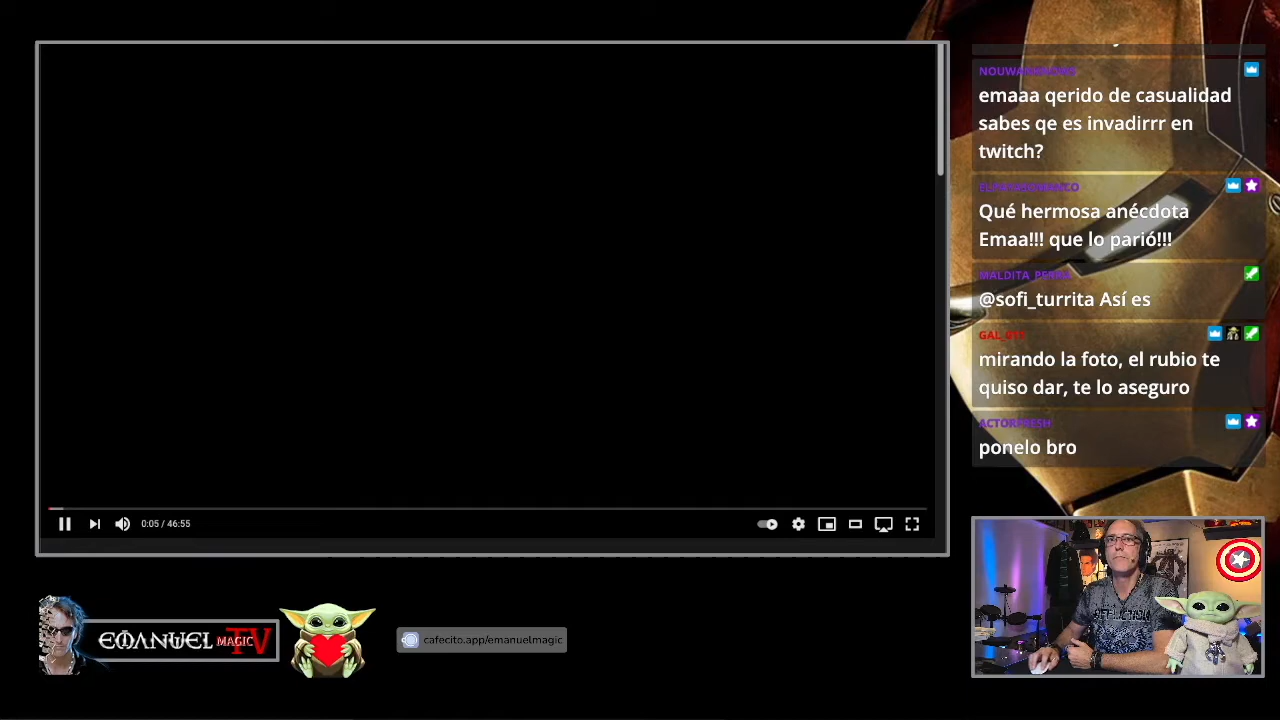 emaaa qerido de casualidad
sabes qe es invadirrr en
twitch?
Qué hermosa anécdota
Emaa!!! que lo parió!!!
MALDITA_PERRA
@sofi_turrita Así es
mirando la foto, el rubio te
quiso dar, te lo aseguro
ACTORFRESH
ponelo bro
0:05 / 46:55
EMANUEL MAGIC TV
cafecito.app/emanuelmagic